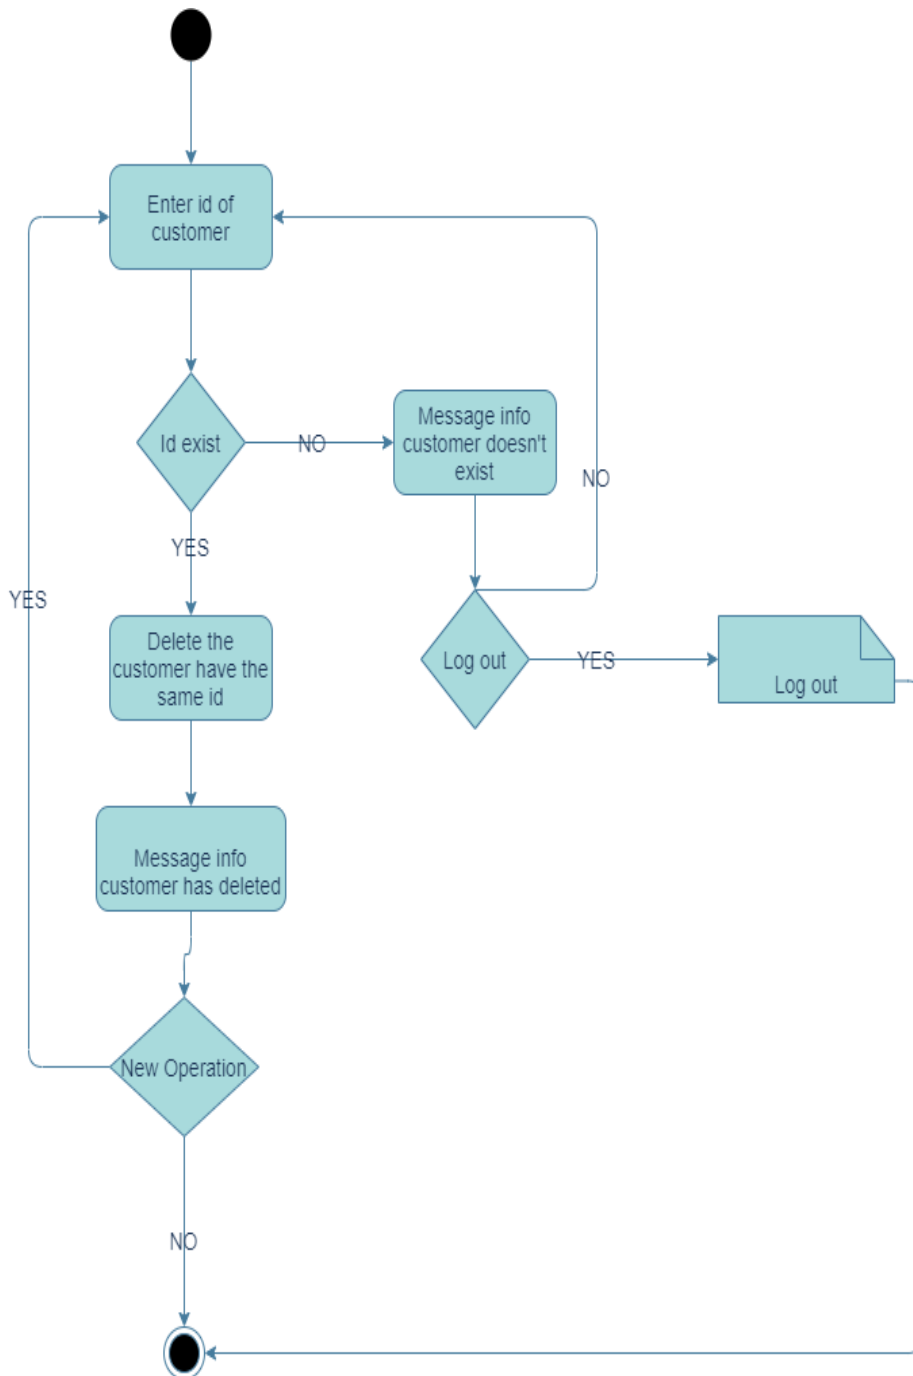 Enter id of
customer
Id exist
NO
Message info
customer doesn't
exist
NO
YES
YES
Delete the
customer have the
same id
Log out
YES
Log out
Message info
customer has deleted
New Operation
NO